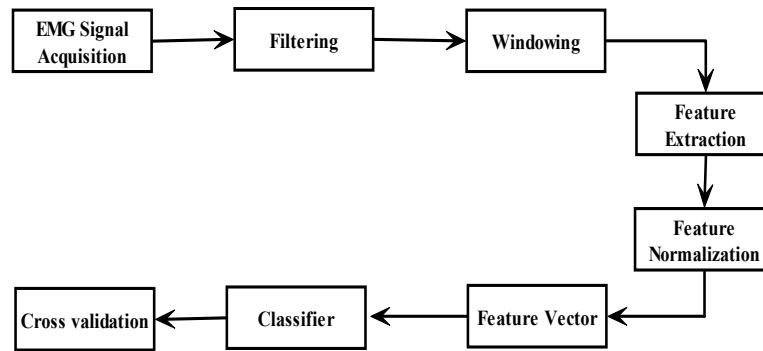 EMG Signal
Acquisition
Filtering
Windowing
Feature
Extraction
Feature
Normalization
Feature Vector
Classifier
Cross validation